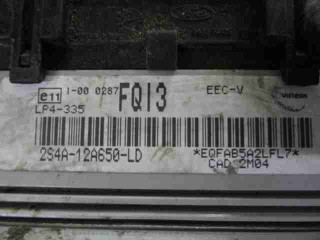 e11 1-00 0287 FQI3 EEC-V
LP4-335
2S4A-12A650-LD *EQFAB5A2LFL7*
CAD 2M04